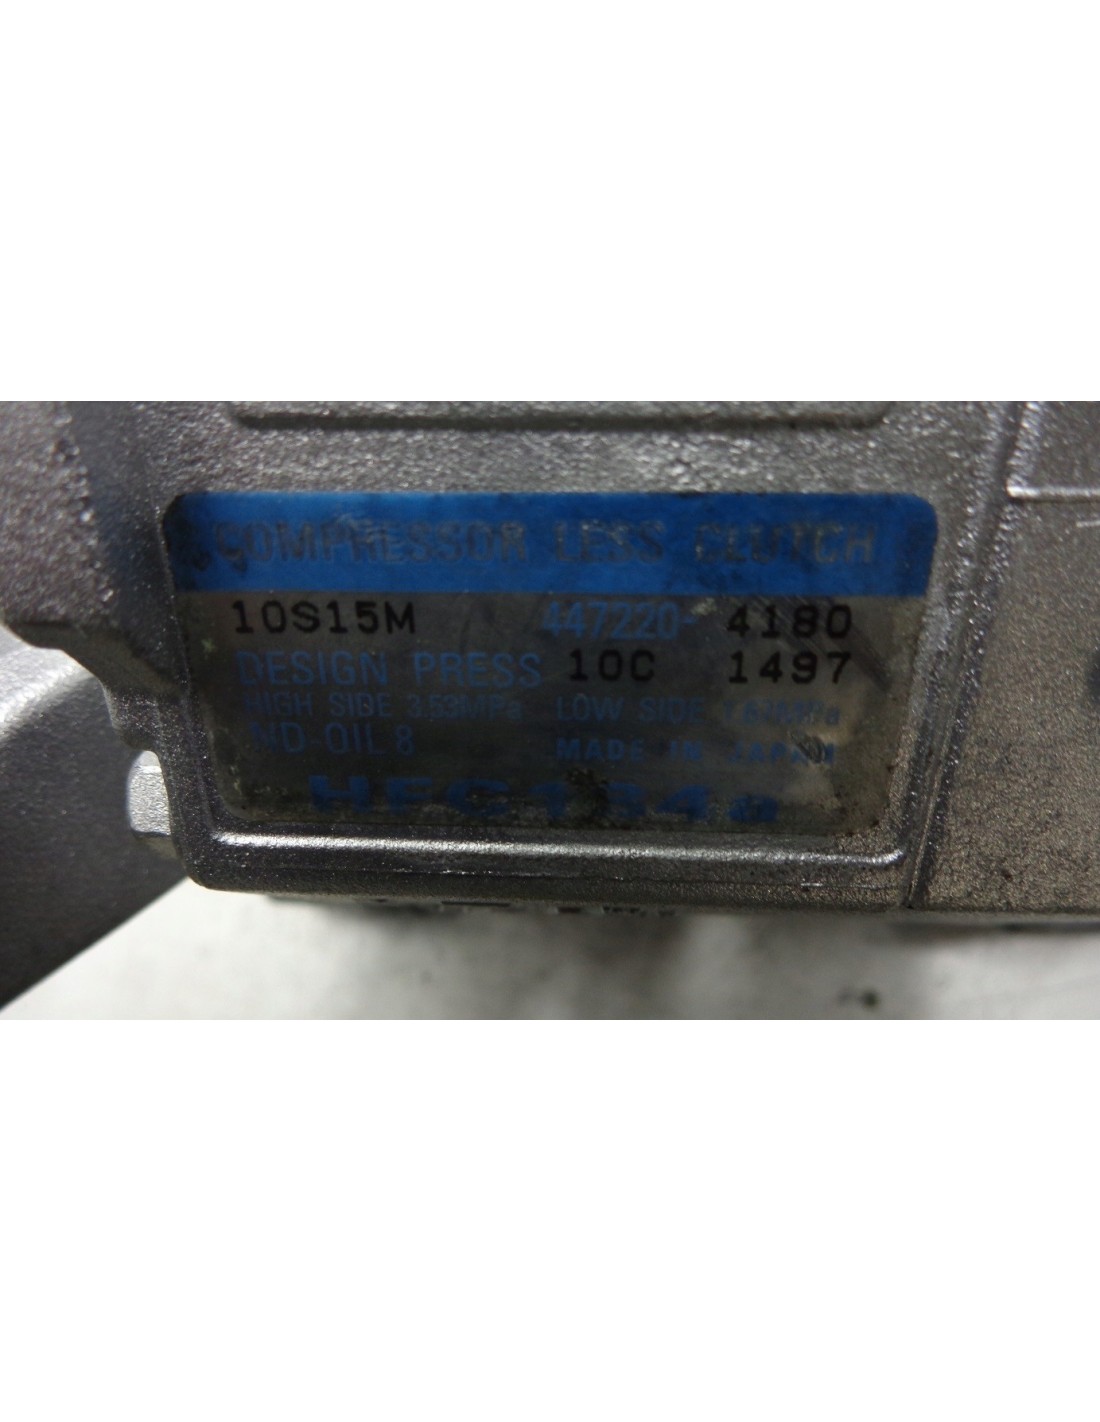 COMPRESSOR LESS CLUTCH
10S15M 447220- 4180
DESIGN PRESS 10C 1497
HIGH SIDE 3.53MPa LOW SIDE
ND-OIL 8 MADE IN JAPAN
HFC134a